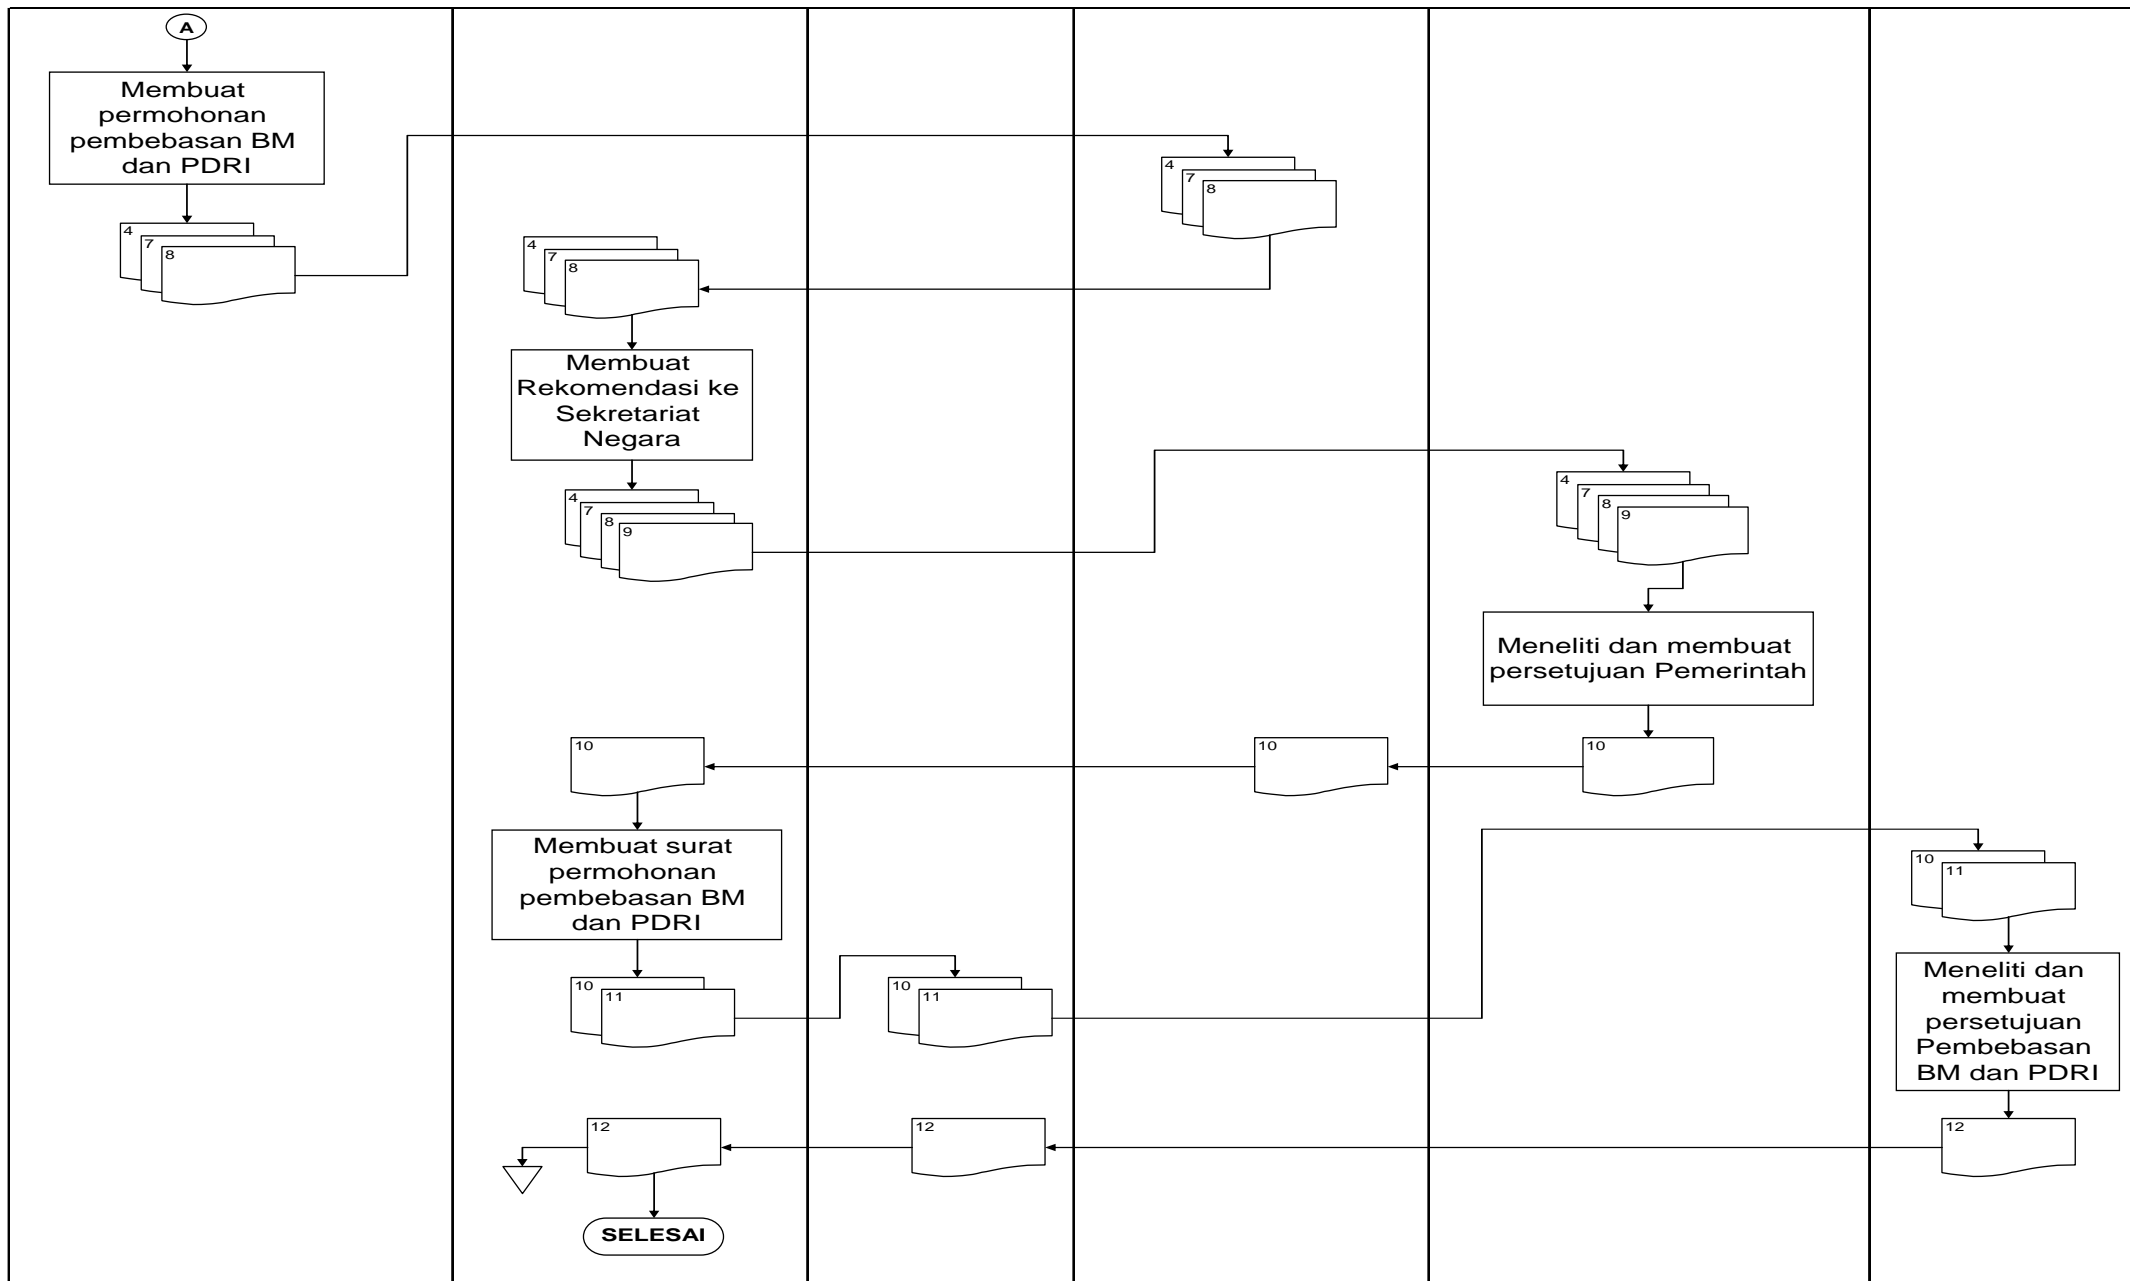 A
Membuat
permohonan
pembebasan BM
dan PDRI
4
7
8
4
7
8
4
7
8
Membuat
Rekomendasi ke
Sekretariat
Negara
4
7
8
9
4
7
8
9
Meneliti dan membuat
persetujuan Pemerintah
10
10
10
Membuat surat
permohonan
pembebasan BM
dan PDRI
10
11
10
11
10
11
Meneliti dan
membuat
persetujuan
Pembebasan
BM dan PDRI
12
12
12
SELESAI